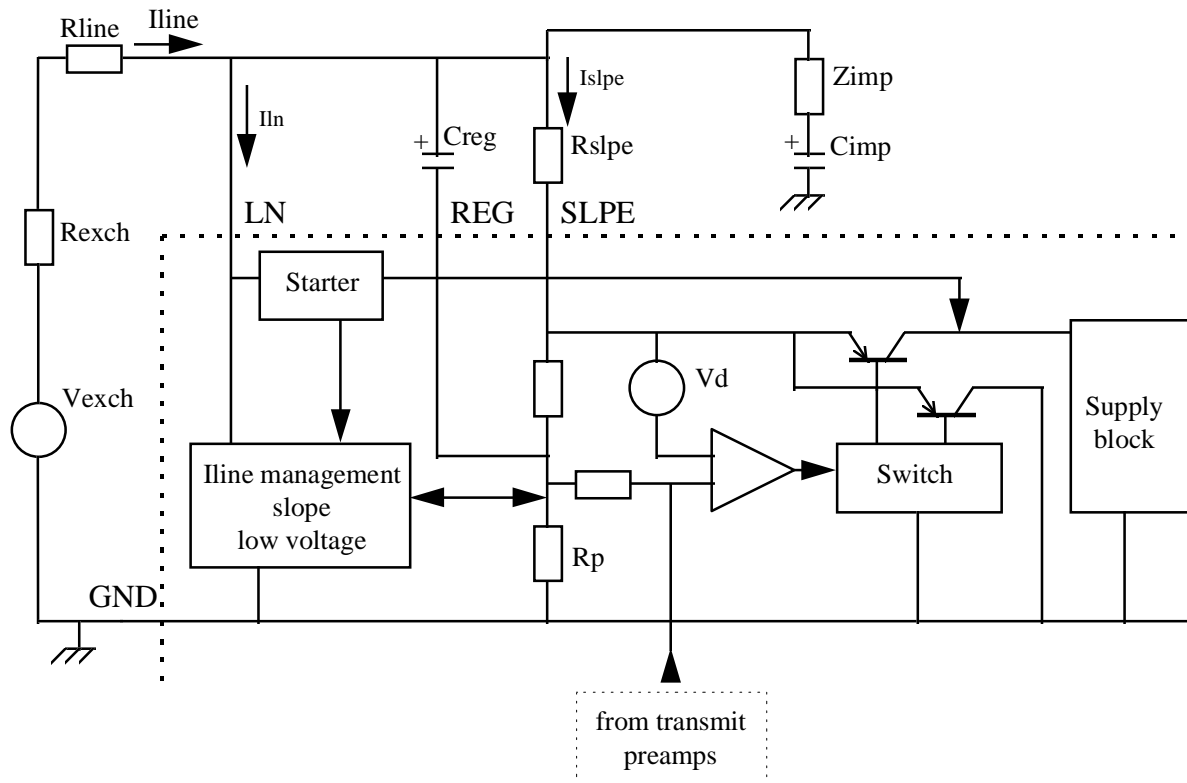 Rline
Iline
Iln
+
Creg
Islpe
Rslpe
Zimp
+
Cimp
Rexch
LN
REG
SLPE
Starter
Vexch
Vd
Supply
block
Iline management
slope
low voltage
Switch
Rp
GND
from transmit
preamps